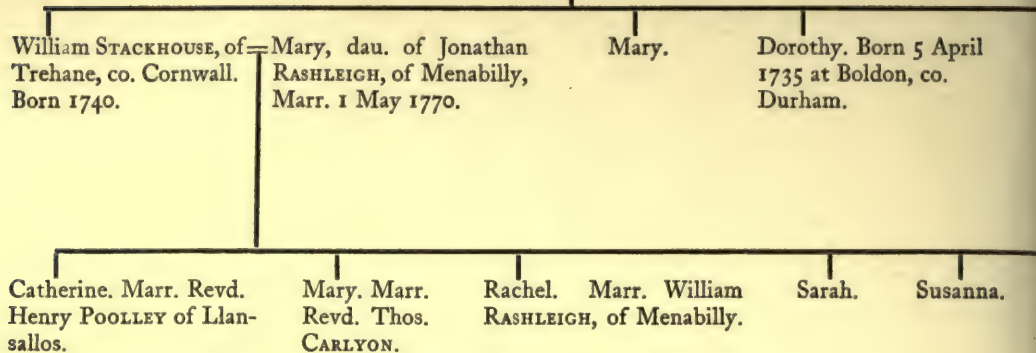 William STACKHOUSE, of=Mary, dau. of Jonathan
Trehane, co. Cornwall. RASHLEIGH, of Menabilly,
Born 1740. Marr. 1 May 1770.
Mary.
Dorothy. Born 5 April
1735 at Boldon, co.
Durham.
Catherine. Marr. Revd.
Henry POOLLEY of Llan-
sallos.
Mary. Marr.
Revd. Thos.
CARLYON.
Rachel. Marr. William
RASHLEIGH, of Menabilly.
Sarah.
Susanna.